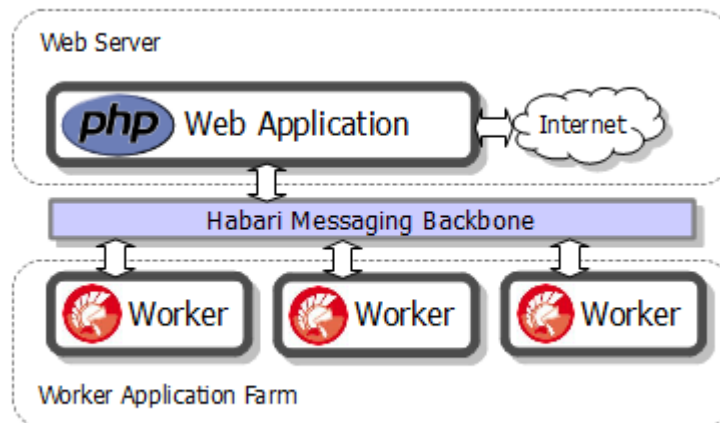 Web Server
php Web Application
Internet
Habari Messaging Backbone
Worker Worker Worker
Worker Application Farm